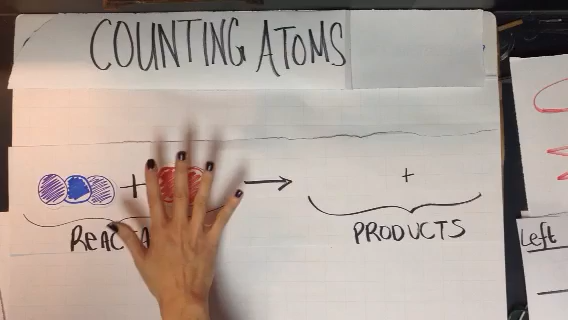 COUNTING ATOMS
+ → +
PRODUCTS
Left